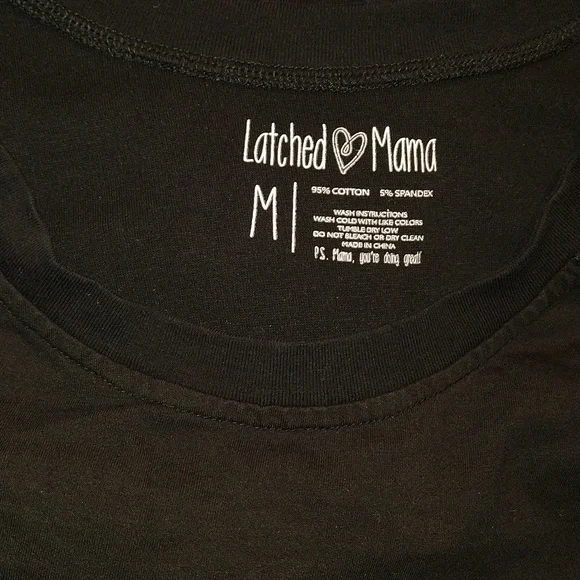 Latched Mama
M
95% COTTON 5% SPANDEX
WASH INSTRUCTIONS
WASH COLD WITH LIKE COLORS
TUMBLE DRY LOW
DO NOT BLEACH OR DRY CLEAN
MADE IN CHINA
P.S. Mama, you're doing great!